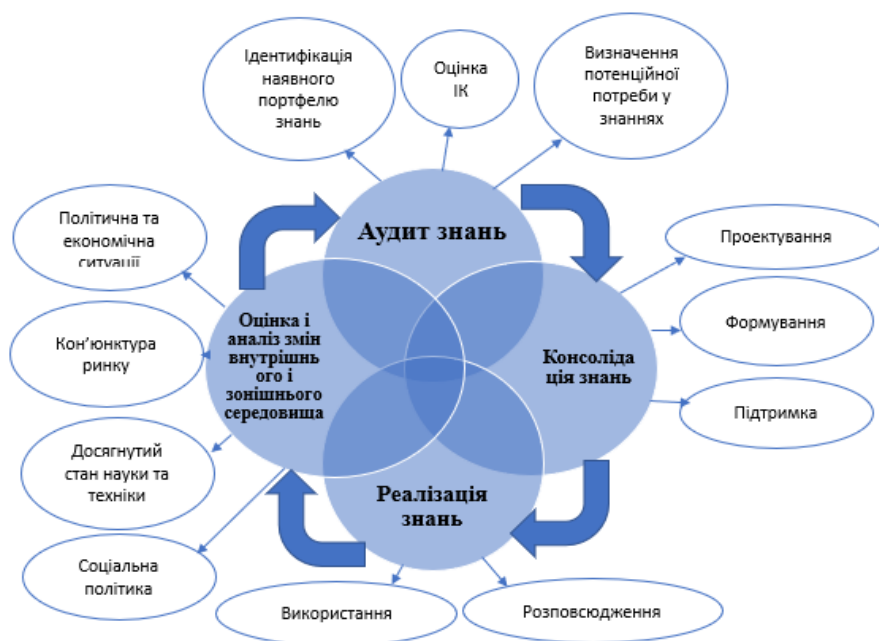 Ідентифікація
наявного
портфелю
знань
Оцінка
ІК
Визначення
потенційної
потреби у
знаннях
Політична та
економічна
ситуації
Аудит знань
Проектування
Кон’юнктура
ринку
Оцінка і
аналіз змін
внутрішнь
ого і
зонішнього
середовища
Консоліда
ція знань
Формування
Підтримка
Досягнутий
стан науки та
техніки
Реалізація
знань
Соціальна
політика
Використання
Розповсюдження